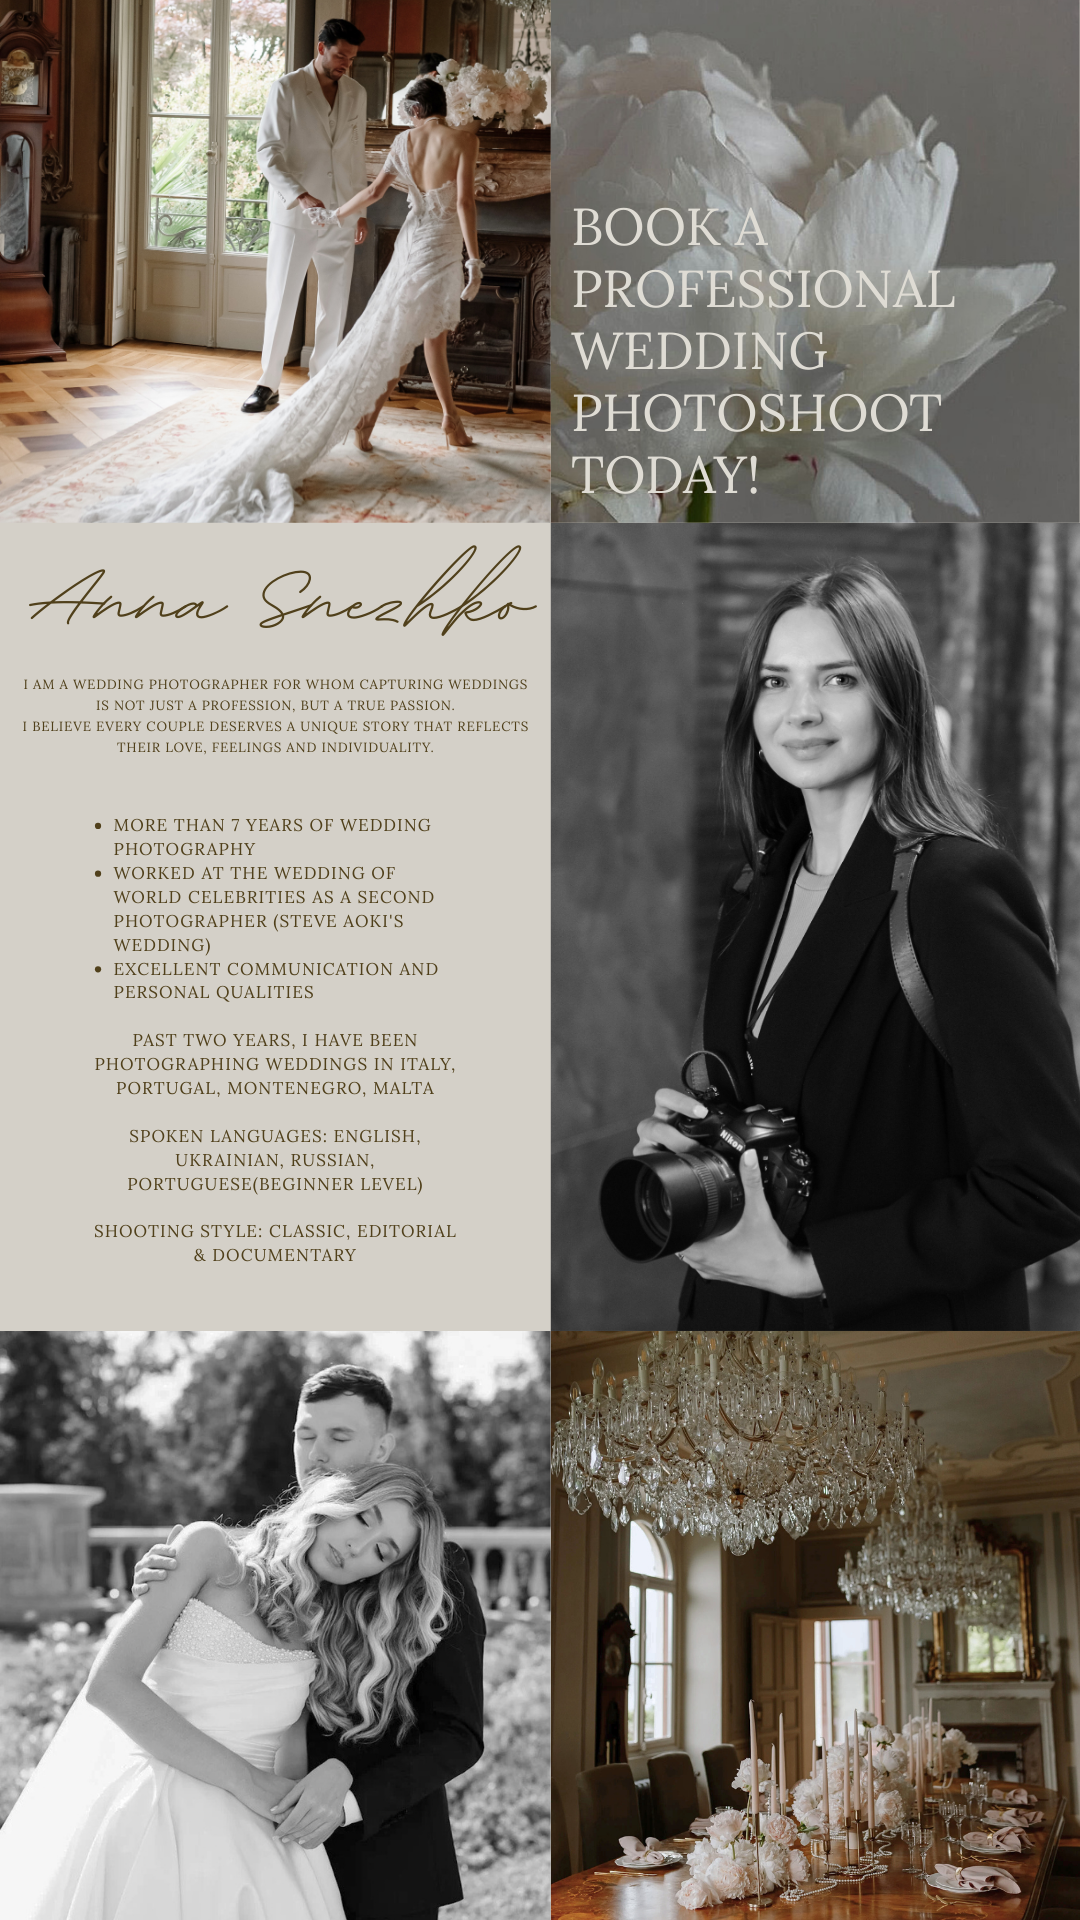 BOOK A
PROFESSIONAL
WEDDING
PHOTOSHOOT
TODAY!
Anna Snezhko
I AM A WEDDING PHOTOGRAPHER FOR WHOM CAPTURING WEDDINGS
IS NOT JUST A PROFESSION, BUT A TRUE PASSION.
I BELIEVE EVERY COUPLE DESERVES A UNIQUE STORY THAT REFLECTS
THEIR LOVE, FEELINGS AND INDIVIDUALITY.
• MORE THAN 7 YEARS OF WEDDING
PHOTOGRAPHY
• WORKED AT THE WEDDING OF
WORLD CELEBRITIES AS A SECOND
PHOTOGRAPHER (STEVE AOKI'S
WEDDING)
• EXCELLENT COMMUNICATION AND
PERSONAL QUALITIES
PAST TWO YEARS, I HAVE BEEN
PHOTOGRAPHING WEDDINGS IN ITALY,
PORTUGAL, MONTENEGRO, MALTA
SPOKEN LANGUAGES: ENGLISH,
UKRAINIAN, RUSSIAN,
PORTUGUESE(BEGINNER LEVEL)
SHOOTING STYLE: CLASSIC, EDITORIAL
& DOCUMENTARY
Nikon